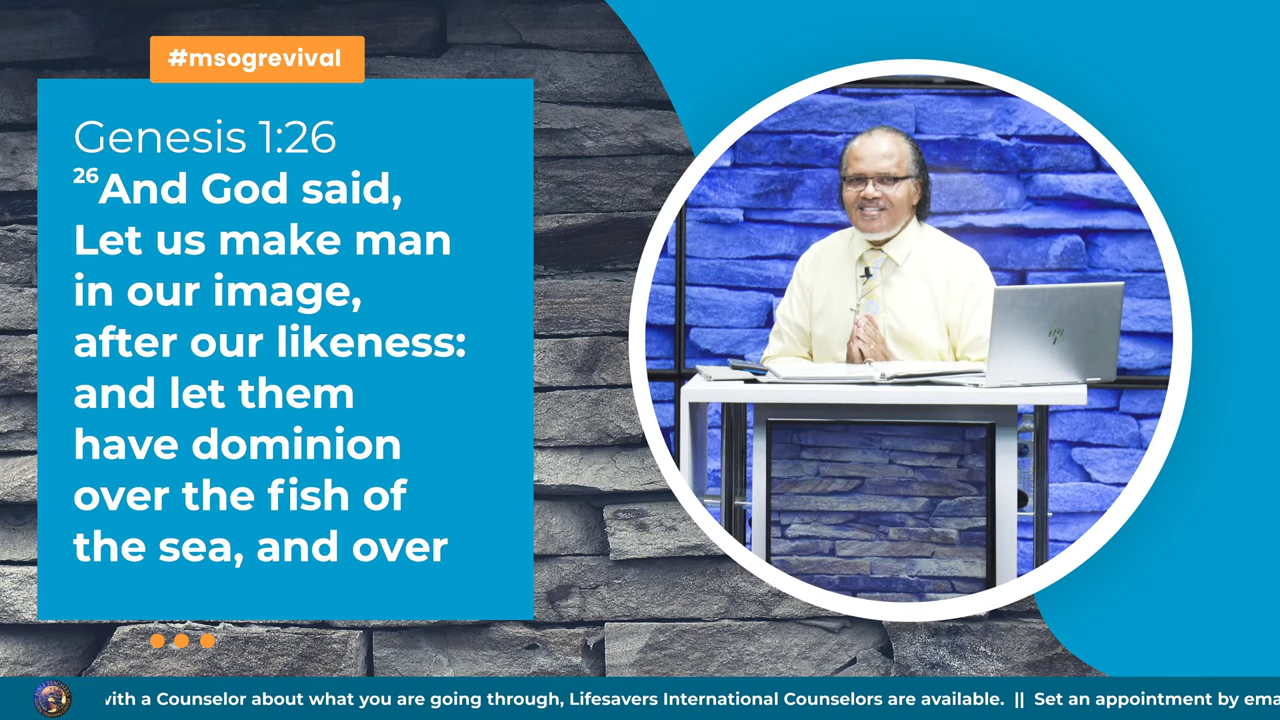 #msogrevival
Genesis 1:26
26And God said,
Let us make man
in our image,
after our likeness:
and let them
have dominion
over the fish of
the sea, and over
with a Counselor about what you are going through, Lifesavers International Counselors are available. || Set an appointment by ema